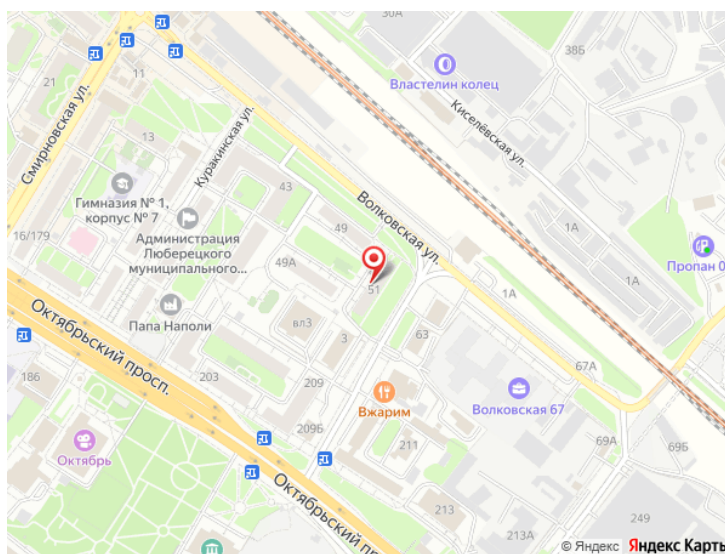 30А
38Б
21
11
Властелин колец
Киселёвская ул.
Смирновская ул.
13
Куракинская ул.
Гимназия № 1,
корпус № 7
43
Волковская ул.
1А
16/179
Администрация
Люберецкого
муниципального...
49
Пропан 0
49А
51
1А
1А
Октябрьский просп.
Папа Наполи
вл3
3
63
186
203
209
67А
Вжарим
Волковская 67
209Б
211
69А
69Б
Октябрь
Октябрьский про
213
249
213А
© Яндекс Яндекс Карты